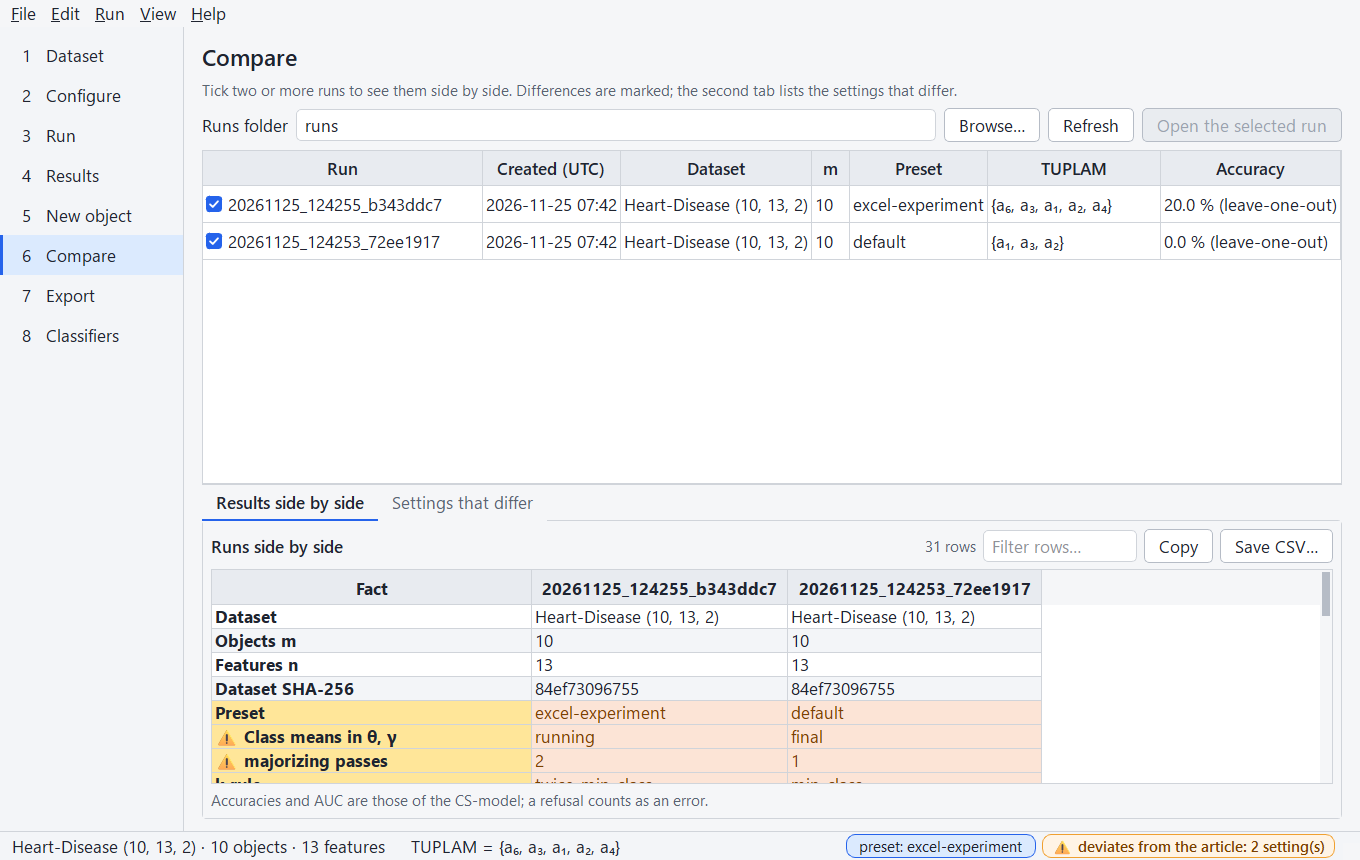 File Edit Run View Help
1 Dataset
2 Configure
3 Run
4 Results
5 New object
6 Compare
7 Export
8 Classifiers
Compare
Tick two or more runs to see them side by side. Differences are marked; the second tab lists the settings that differ.
Runs folder runs Browse... Refresh Open the selected run
Run Created (UTC) Dataset m Preset TUPLAM Accuracy
20261125_124255_b343ddc7 2026-11-25 07:42 Heart-Disease (10, 13, 2) 10 excel-experiment {a₆, a₃, a₁, a₂, a₄} 20.0 % (leave-one-out)
20261125_124253_72ee1917 2026-11-25 07:42 Heart-Disease (10, 13, 2) 10 default {a₁, a₃, a₂} 0.0 % (leave-one-out)
Results side by side Settings that differ
Runs side by side 31 rows Filter rows... Copy Save CSV...
Fact 20261125_124255_b343ddc7 20261125_124253_72ee1917
Dataset Heart-Disease (10, 13, 2) Heart-Disease (10, 13, 2)
Objects m 10 10
Features n 13 13
Dataset SHA-256 84ef73096755 84ef73096755
Preset excel-experiment default
⚠ Class means in θ, γ running final
⚠ majorizing passes 2 1
Accuracies and AUC are those of the CS-model; a refusal counts as an error.
Heart-Disease (10, 13, 2) · 10 objects · 13 features TUPLAM = {a₆, a₃, a₁, a₂, a₄} preset: excel-experiment ⚠ deviates from the article: 2 setting(s)